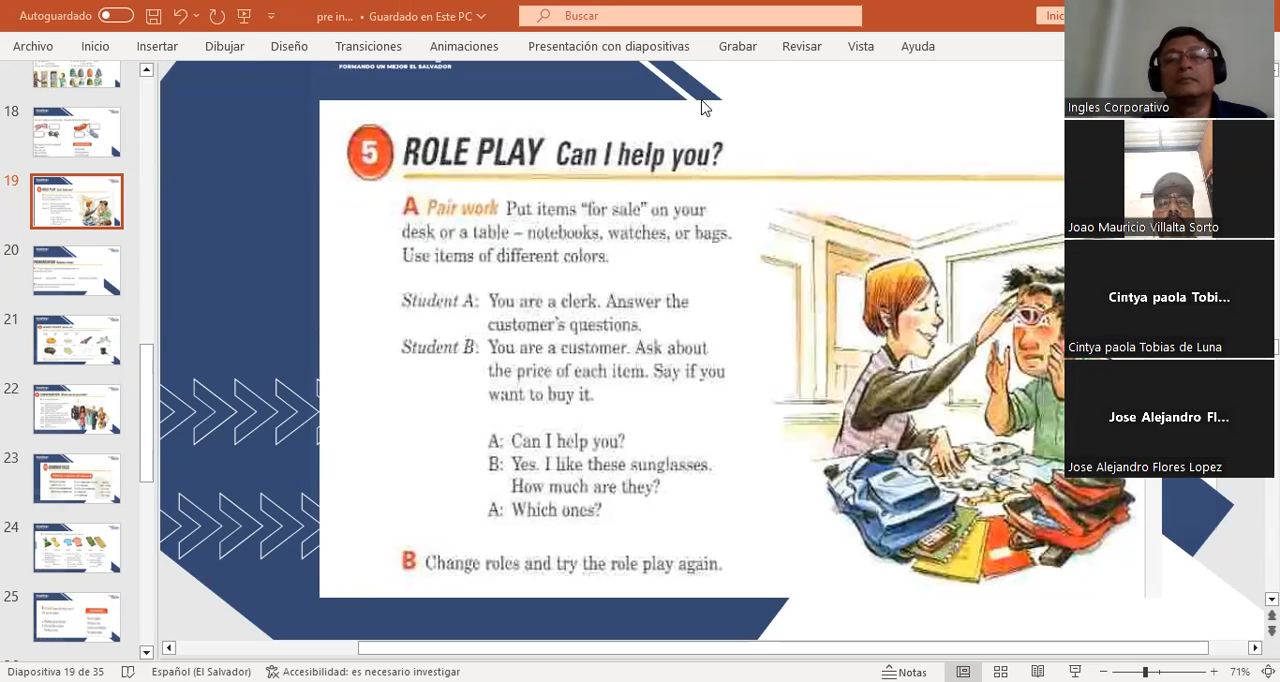 Autoguardado
pre in... • Guardado en Este PC
Buscar
Inic
Archivo Inicio Insertar Dibujar Diseño Transiciones Animaciones Presentación con diapositivas Grabar Revisar Vista Ayuda
FORMANDO UN MEJOR EL SALVADOR
5 ROLE PLAY Can I help you?
A Pair work Put items "for sale" on your
desk or a table – notebooks, watches, or bags.
Use items of different colors.
Student A: You are a clerk. Answer the
customer's questions.
Student B: You are a customer. Ask about
the price of each item. Say if you
want to buy it.
A: Can I help you?
B: Yes. I like these sunglasses.
How much are they?
A: Which ones?
B Change roles and try the role play again.
18
19
20
21
22
23
24
25
Ingles Corporativo
Joao Mauricio Villalta Sorto
Cintya paola Tobi...
Cintya paola Tobias de Luna
Jose Alejandro Fl...
Jose Alejandro Flores Lopez
Diapositiva 19 de 35 Español (El Salvador) Accesibilidad: es necesario investigar Notas 71%